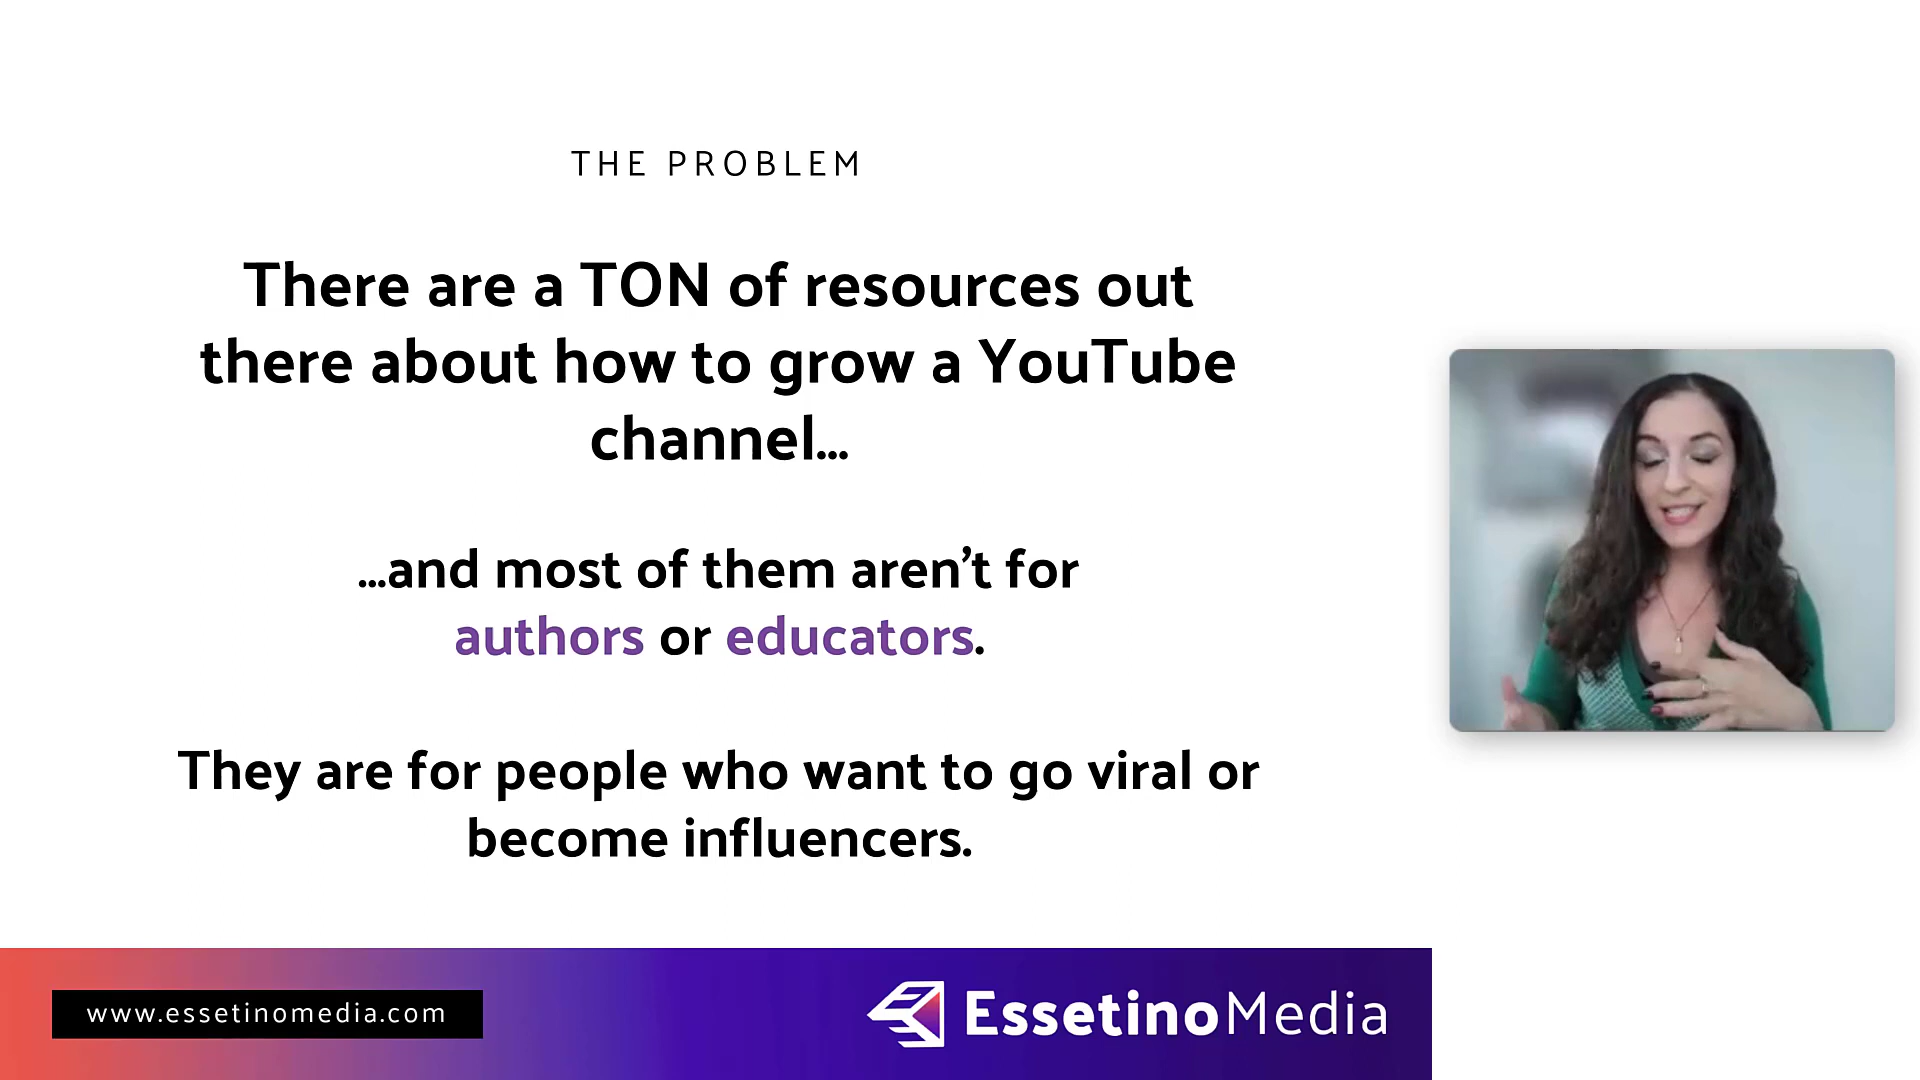 THE PROBLEM
There are a TON of resources out
there about how to grow a YouTube
channel...
...and most of them aren’t for
authors or educators.
They are for people who want to go viral or
become influencers.
www.essetinomedia.com
EssetinoMedia